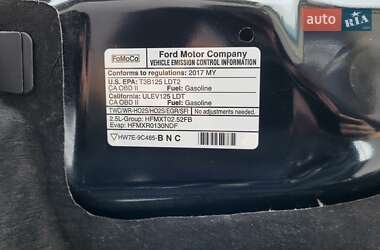 auto RIA
FoMoCo
Ford Motor Company
VEHICLE EMISSION CONTROL INFORMATION
Conforms to regulations: 2017 MY
U.S. EPA: T3B125 LDT2
CA OBD II Fuel: Gasoline
California: ULEV125 LDT
CA OBD II Fuel: Gasoline
TWC/WR-HO2S/HO2S/EGR/SFI
No adjustments needed.
2.5L-Group: HFMXT02.52FB
Evap: HFMXR0130NDF
HW7E-9C485-B N C